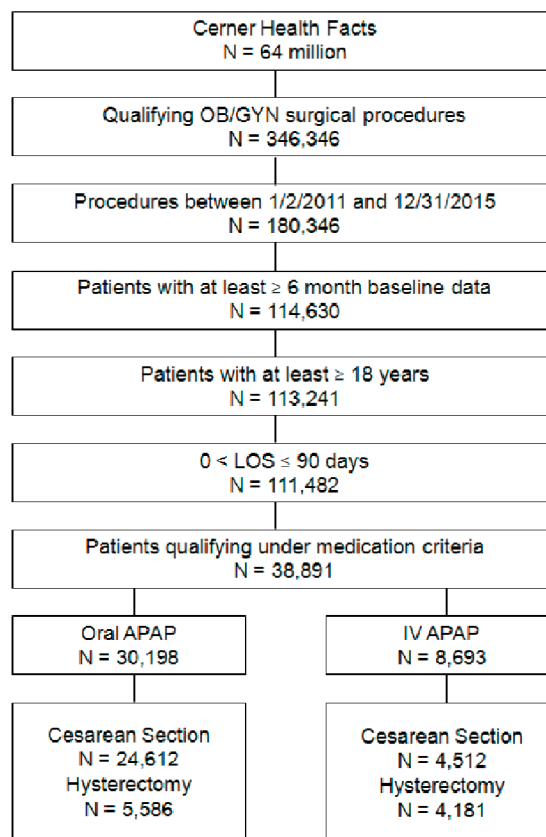 Cerner Health Facts
N = 64 million
Qualifying OB/GYN surgical procedures
N = 346,346
Procedures between 1/2/2011 and 12/31/2015
N = 180,346
Patients with at least ≥ 6 month baseline data
N = 114,630
Patients with at least ≥ 18 years
N = 113,241
0 < LOS ≤ 90 days
N = 111,482
Patients qualifying under medication criteria
N = 38,891
Oral APAP
N = 30,198
IV APAP
N = 8,693
Cesarean Section
N = 24,612
Hysterectomy
N = 5,586
Cesarean Section
N = 4,512
Hysterectomy
N = 4,181